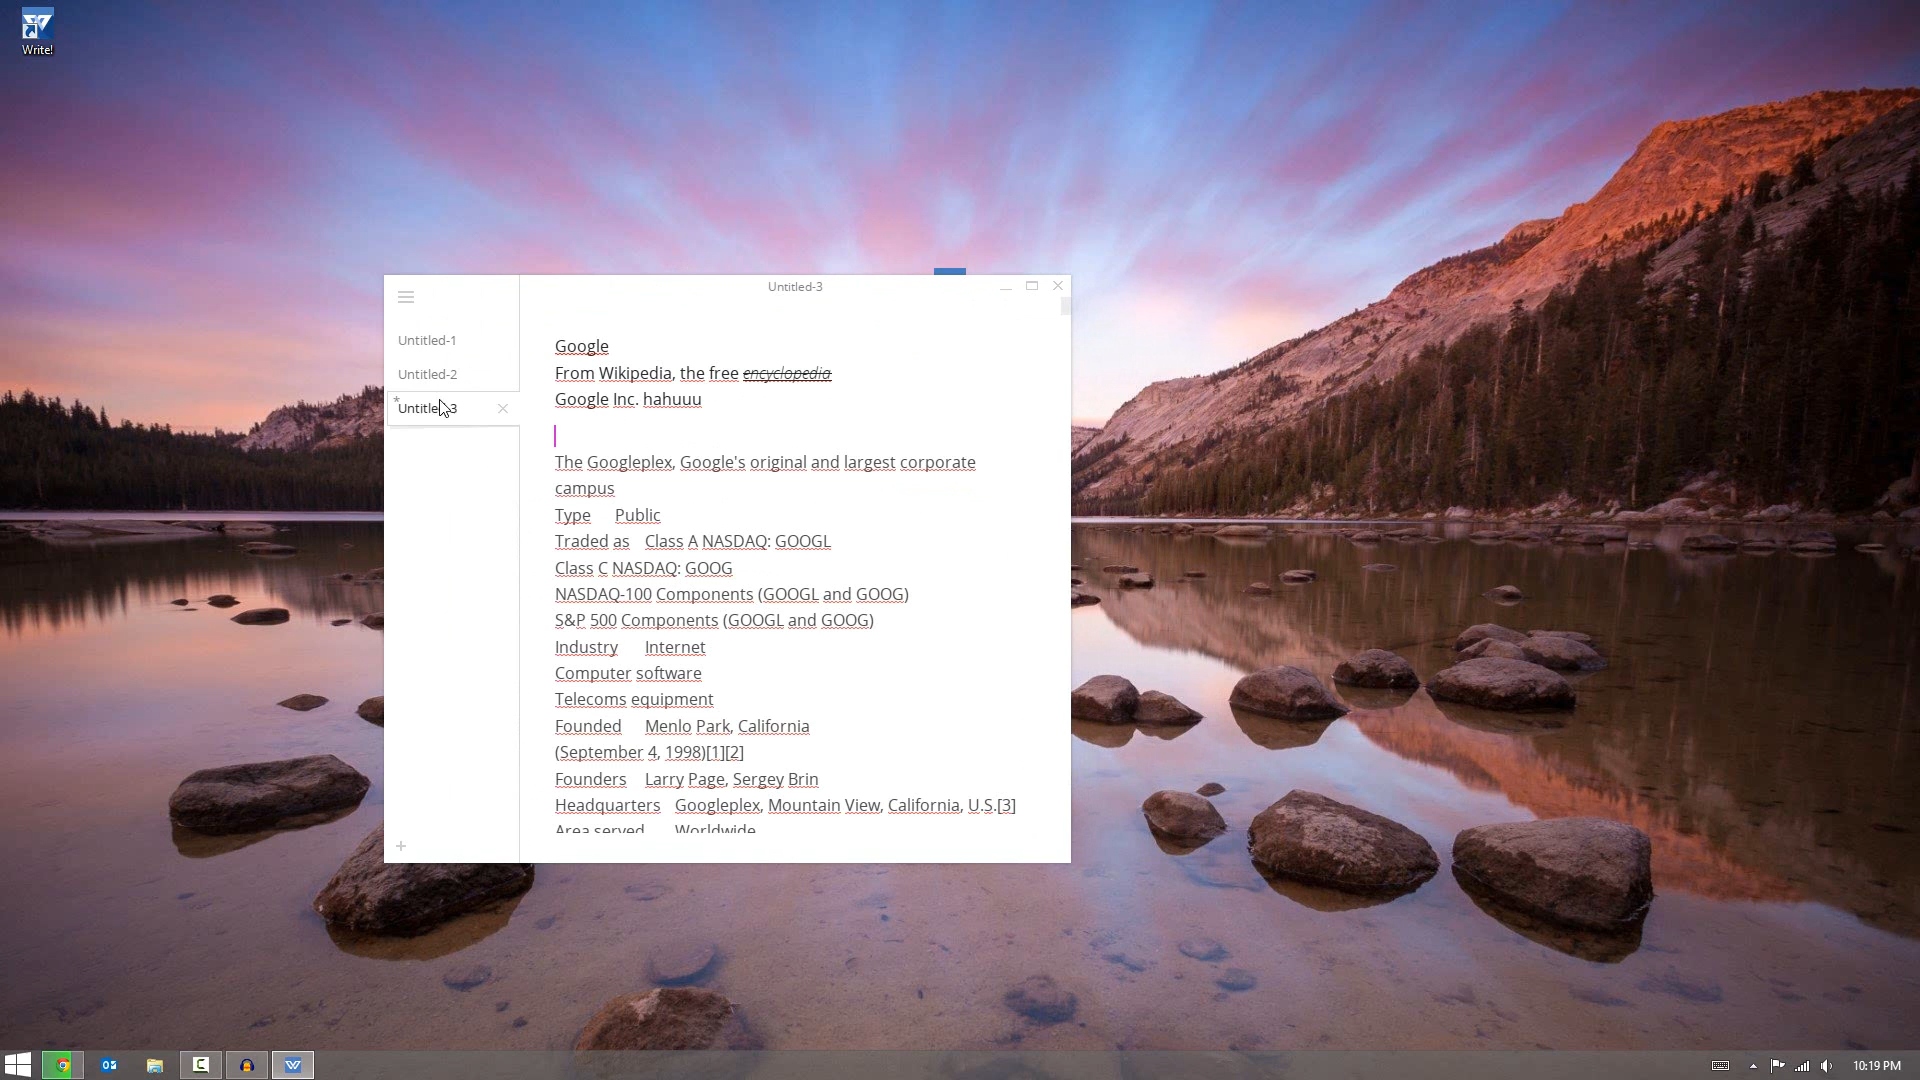 Write!
Untitled-3
Untitled-1
Untitled-2
Untitled-3
Google
From Wikipedia, the free encyclopedia
Google Inc. hahuuu
The Googleplex, Google's original and largest corporate
campus
Type Public
Traded as Class A NASDAQ: GOOGL
Class C NASDAQ: GOOG
NASDAQ-100 Components (GOOGL and GOOG)
S&P 500 Components (GOOGL and GOOG)
Industry Internet
Computer software
Telecoms equipment
Founded Menlo Park, California
(September 4, 1998)[1][2]
Founders Larry Page, Sergey Brin
Headquarters Googleplex, Mountain View, California, U.S.[3]
Area served Worldwide
10:19 PM